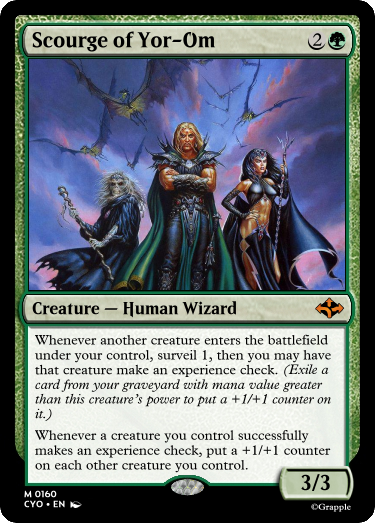 Scourge of Yor-Om 2
Creature — Human Wizard
Whenever another creature enters the battlefield
under your control, surveil 1, then you may have
that creature make an experience check. (Exile a
card from your graveyard with mana value greater
than this creature's power to put a +1/+1 counter on
it.)
Whenever a creature you control successfully
makes an experience check, put a +1/+1 counter
on each other creature you control.
3/3
M 0160
CYO • EN
©Grapple